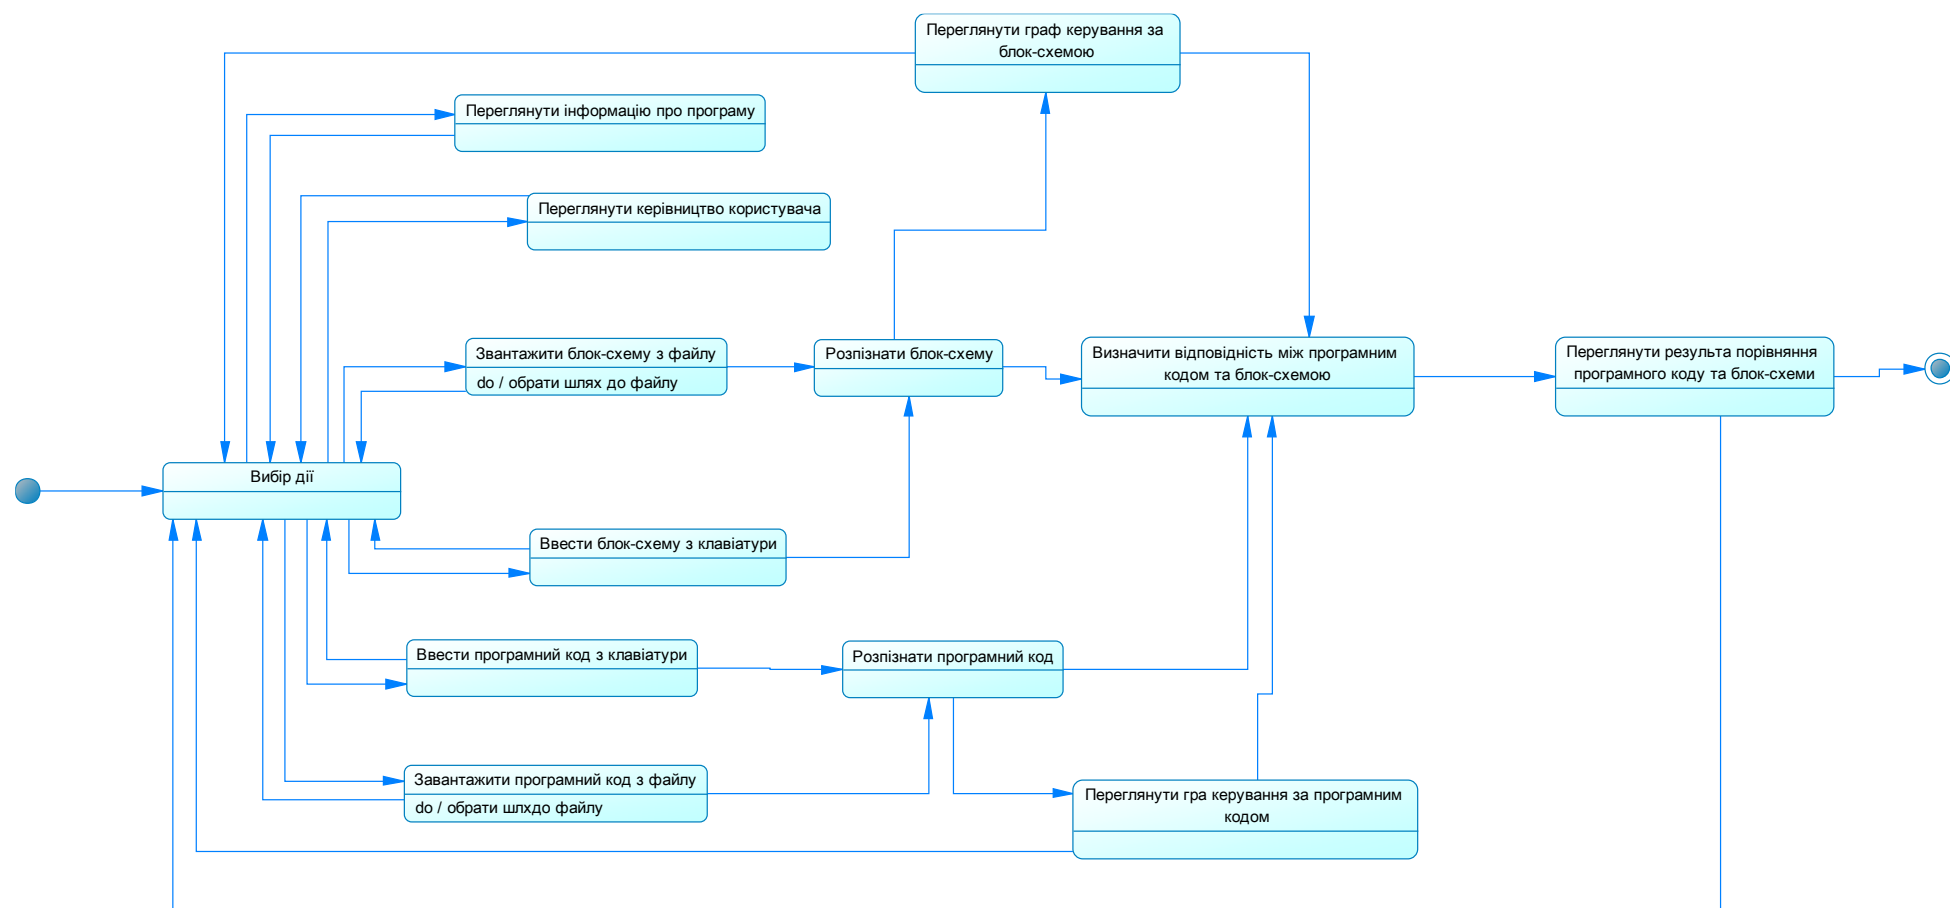 Переглянути граф керування за
блок-схемою
Переглянути інформацію про програму
Переглянути керівництво користувача
Звантажити блок-схему з файлу
do / обрати шлях до файлу
Розпізнати блок-схему
Визначити відповідність між програмним
кодом та блок-схемою
Переглянути результа порівняння
програмного коду та блок-схеми
Вибір дії
Ввести блок-схему з клавіатури
Ввести програмний код з клавіатури
Розпізнати програмний код
Завантажити програмний код з файлу
do / обрати шлхдо файлу
Переглянути гра керування за програмним
кодом